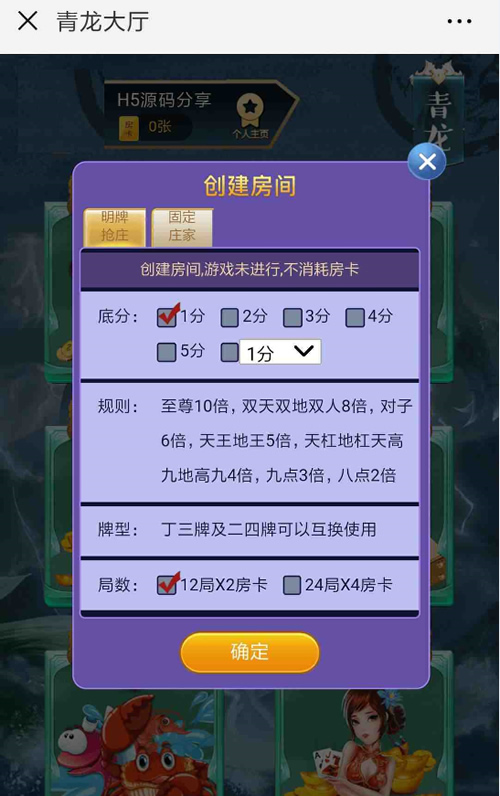 青龙大厅
H5源码分享
房卡
0张
个人主页
青龙
创建房间
明牌
抢庄
固定
庄家
创建房间,游戏未进行,不消耗房卡
底分： 1分 2分 3分 4分
5分 1分
规则： 至尊10倍，双天双地双人8倍，对子
6倍，天王地王5倍，天杠地杠天高
九地高九4倍，九点3倍，八点2倍
牌型： 丁三牌及二四牌可以互换使用
局数： 12局X2房卡 24局X4房卡
确定